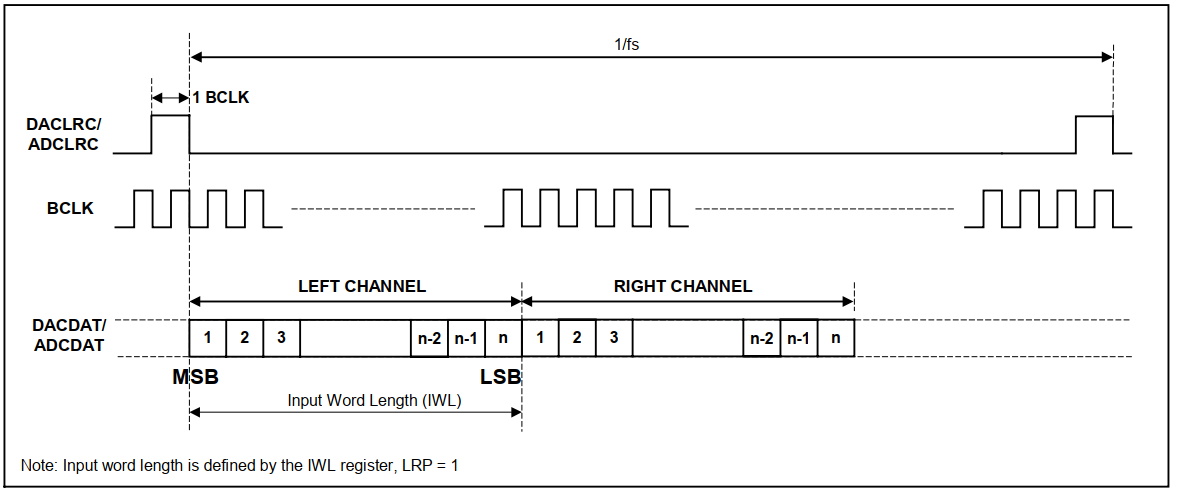 1/fs
1 BCLK
DACLRC/
ADCLRC
BCLK
LEFT CHANNEL RIGHT CHANNEL
DACDAT/
ADCDAT
1 2 3 n-2 n-1 n 1 2 3 n-2 n-1 n
MSB LSB
Input Word Length (IWL)
Note: Input word length is defined by the IWL register, LRP = 1